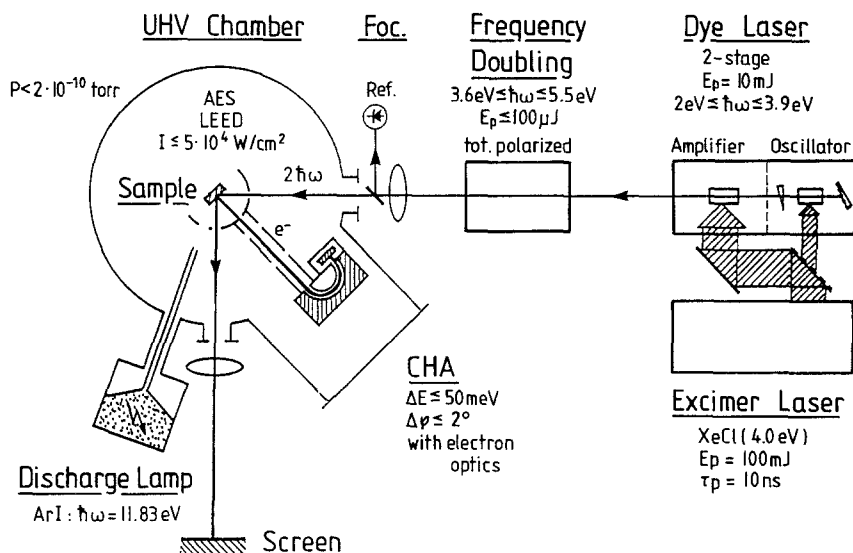 UHV Chamber
Foc.
Frequency
Doubling
3.6eV≤ħω≤5.5eV
Ep≤100μJ
tot. polarized
Dye Laser
2-stage
Ep = 10mJ
2eV≤ħω≤3.9eV
Amplifier
Oscillator
P<2·10⁻¹⁰ torr
AES
LEED
I≤5·10⁴ W/cm²
Ref.
2ħω
Sample
e⁻
CHA
ΔE≤50meV
Δφ≤2°
with electron
optics
Excimer Laser
XeCl(4.0eV)
Ep = 100mJ
τp = 10ns
Discharge Lamp
ArI: ħω=11.83eV
Screen